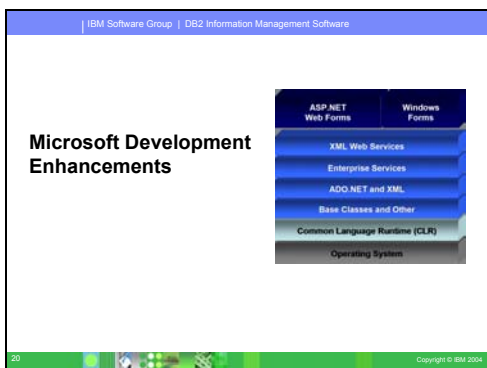 IBM Software Group | DB2 Information Management Software
Microsoft Development
Enhancements
ASP.NET
Web Forms
Windows
Forms
XML Web Services
Enterprise Services
ADO.NET and XML
Base Classes and Other
Common Language Runtime (CLR)
Operating System
20
Copyright © IBM 2004